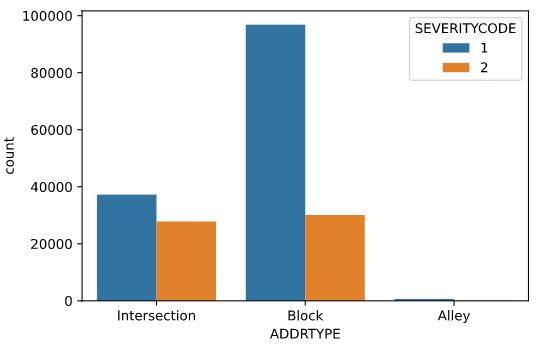 SEVERITYCODE
1
2
100000
80000
60000
40000
20000
0
count
Intersection Block Alley
ADDRTYPE